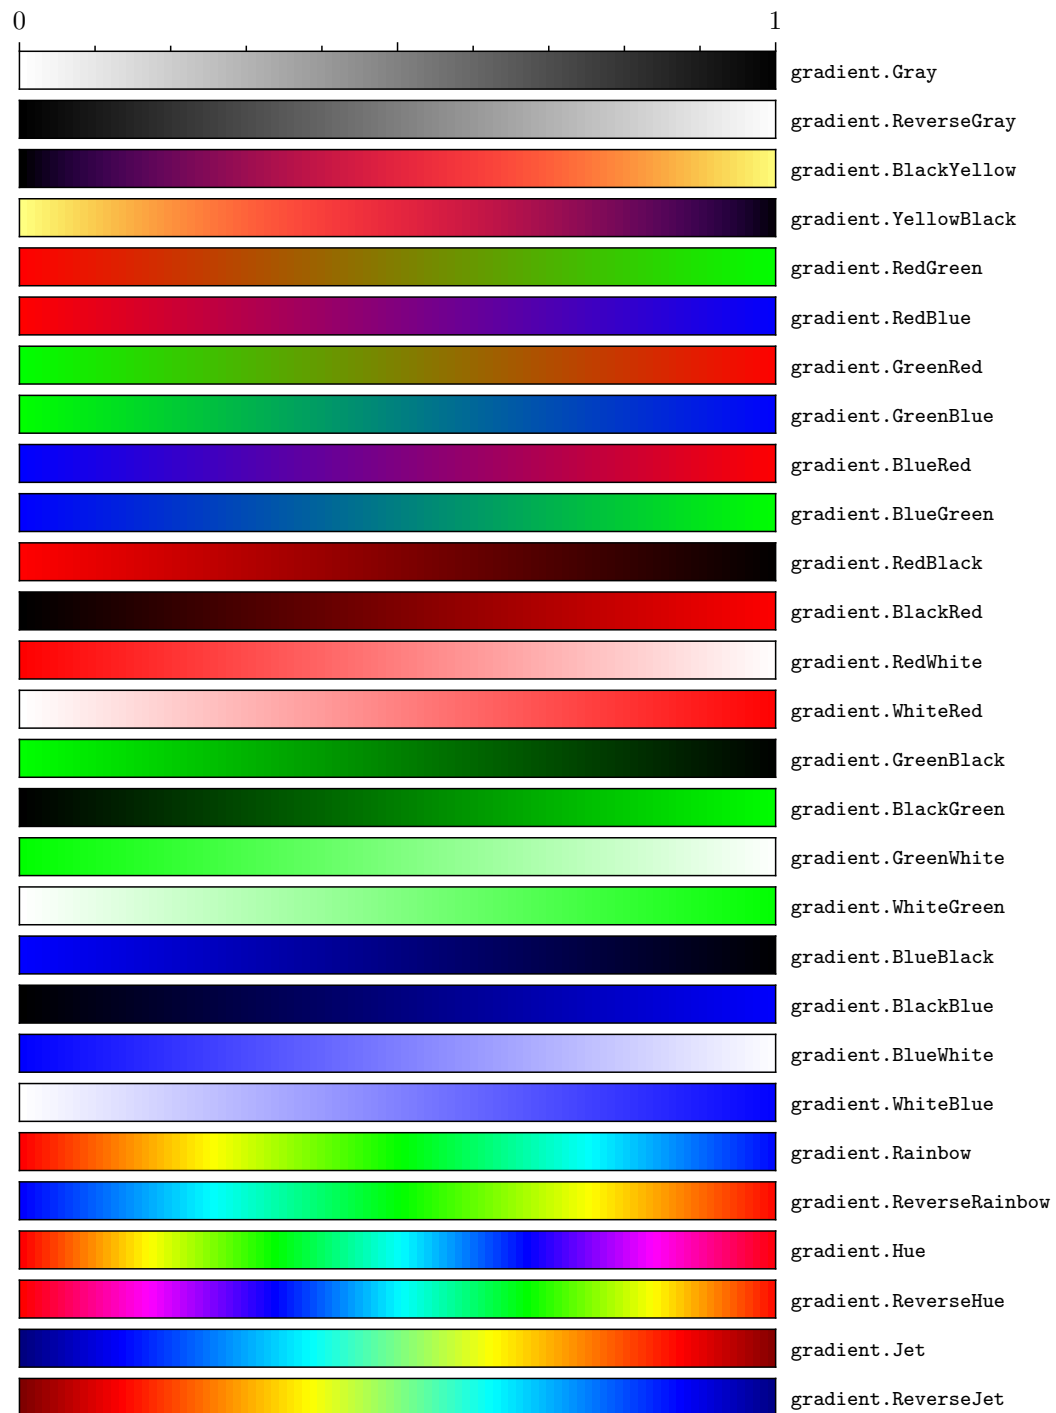 0 1
gradient.Gray
gradient.ReverseGray
gradient.BlackYellow
gradient.YellowBlack
gradient.RedGreen
gradient.RedBlue
gradient.GreenRed
gradient.GreenBlue
gradient.BlueRed
gradient.BlueGreen
gradient.RedBlack
gradient.BlackRed
gradient.RedWhite
gradient.WhiteRed
gradient.GreenBlack
gradient.BlackGreen
gradient.GreenWhite
gradient.WhiteGreen
gradient.BlueBlack
gradient.BlackBlue
gradient.BlueWhite
gradient.WhiteBlue
gradient.Rainbow
gradient.ReverseRainbow
gradient.Hue
gradient.ReverseHue
gradient.Jet
gradient.ReverseJet